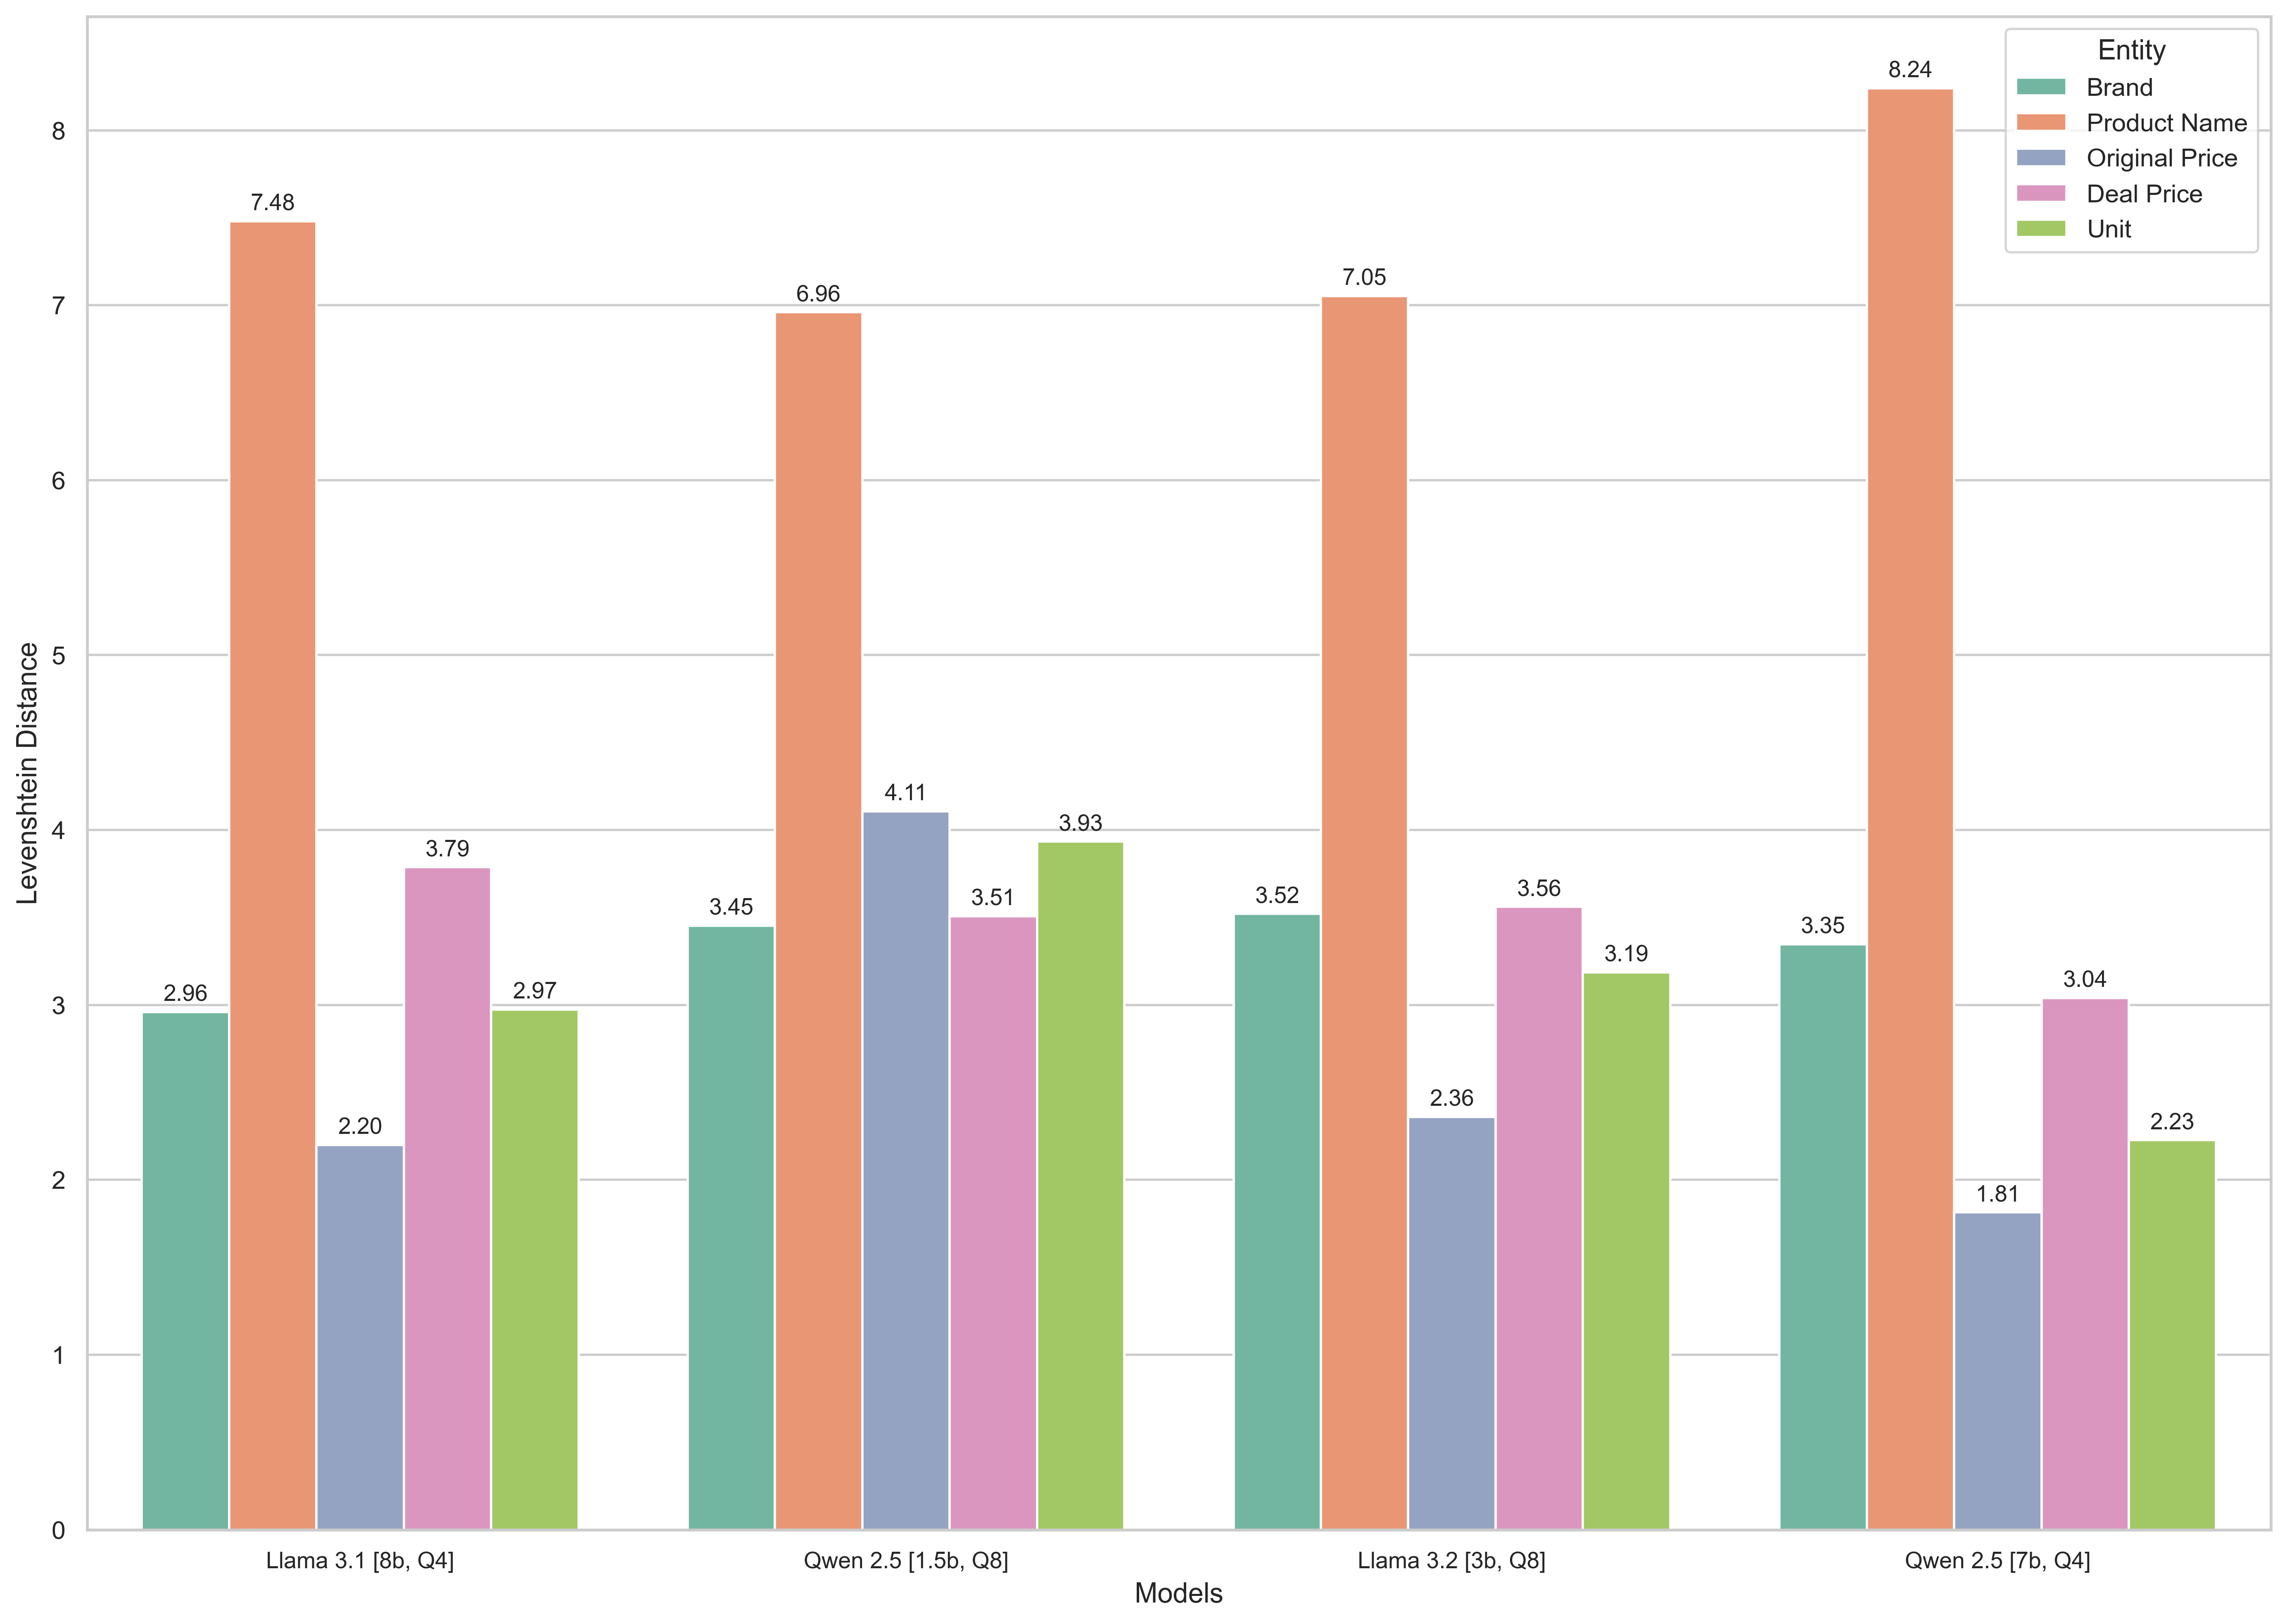 Entity
Brand
Product Name
Original Price
Deal Price
Unit
Levenshtein Distance
8
7
6
5
4
3
2
1
0
2.96
7.48
2.20
3.79
2.97
3.45
6.96
4.11
3.51
3.93
3.52
7.05
2.36
3.56
3.19
3.35
8.24
1.81
3.04
2.23
Llama 3.1 [8b, Q4]
Qwen 2.5 [1.5b, Q8]
Llama 3.2 [3b, Q8]
Qwen 2.5 [7b, Q4]
Models